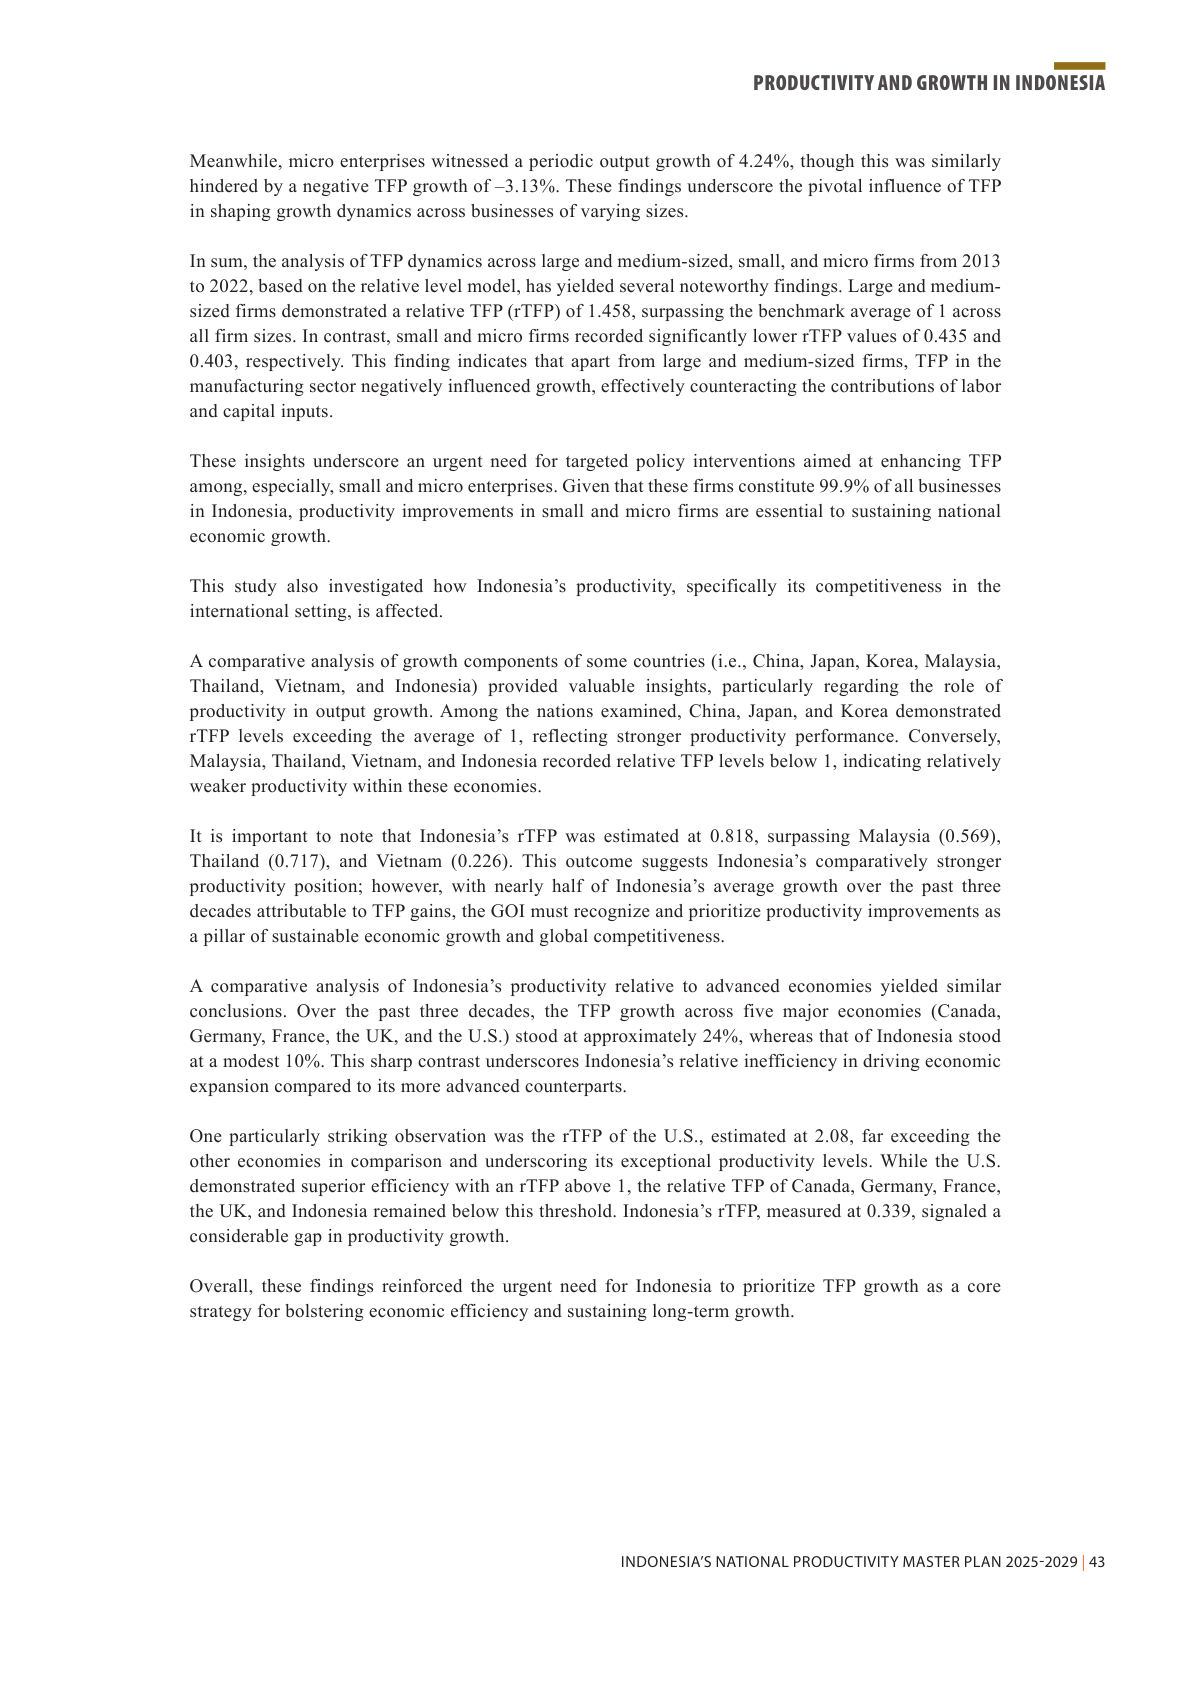 PRODUCTIVITY AND GROWTH IN INDONESIA
Meanwhile, micro enterprises witnessed a periodic output growth of 4.24%, though this was similarly
hindered by a negative TFP growth of –3.13%. These findings underscore the pivotal influence of TFP
in shaping growth dynamics across businesses of varying sizes.
In sum, the analysis of TFP dynamics across large and medium-sized, small, and micro firms from 2013
to 2022, based on the relative level model, has yielded several noteworthy findings. Large and medium-
sized firms demonstrated a relative TFP (rTFP) of 1.458, surpassing the benchmark average of 1 across
all firm sizes. In contrast, small and micro firms recorded significantly lower rTFP values of 0.435 and
0.403, respectively. This finding indicates that apart from large and medium-sized firms, TFP in the
manufacturing sector negatively influenced growth, effectively counteracting the contributions of labor
and capital inputs.
These insights underscore an urgent need for targeted policy interventions aimed at enhancing TFP
among, especially, small and micro enterprises. Given that these firms constitute 99.9% of all businesses
in Indonesia, productivity improvements in small and micro firms are essential to sustaining national
economic growth.
This study also investigated how Indonesia’s productivity, specifically its competitiveness in the
international setting, is affected.
A comparative analysis of growth components of some countries (i.e., China, Japan, Korea, Malaysia,
Thailand, Vietnam, and Indonesia) provided valuable insights, particularly regarding the role of
productivity in output growth. Among the nations examined, China, Japan, and Korea demonstrated
rTFP levels exceeding the average of 1, reflecting stronger productivity performance. Conversely,
Malaysia, Thailand, Vietnam, and Indonesia recorded relative TFP levels below 1, indicating relatively
weaker productivity within these economies.
It is important to note that Indonesia’s rTFP was estimated at 0.818, surpassing Malaysia (0.569),
Thailand (0.717), and Vietnam (0.226). This outcome suggests Indonesia’s comparatively stronger
productivity position; however, with nearly half of Indonesia’s average growth over the past three
decades attributable to TFP gains, the GOI must recognize and prioritize productivity improvements as
a pillar of sustainable economic growth and global competitiveness.
A comparative analysis of Indonesia’s productivity relative to advanced economies yielded similar
conclusions. Over the past three decades, the TFP growth across five major economies (Canada,
Germany, France, the UK, and the U.S.) stood at approximately 24%, whereas that of Indonesia stood
at a modest 10%. This sharp contrast underscores Indonesia’s relative inefficiency in driving economic
expansion compared to its more advanced counterparts.
One particularly striking observation was the rTFP of the U.S., estimated at 2.08, far exceeding the
other economies in comparison and underscoring its exceptional productivity levels. While the U.S.
demonstrated superior efficiency with an rTFP above 1, the relative TFP of Canada, Germany, France,
the UK, and Indonesia remained below this threshold. Indonesia’s rTFP, measured at 0.339, signaled a
considerable gap in productivity growth.
Overall, these findings reinforced the urgent need for Indonesia to prioritize TFP growth as a core
strategy for bolstering economic efficiency and sustaining long-term growth.
INDONESIA’S NATIONAL PRODUCTIVITY MASTER PLAN 2025-2029 | 43